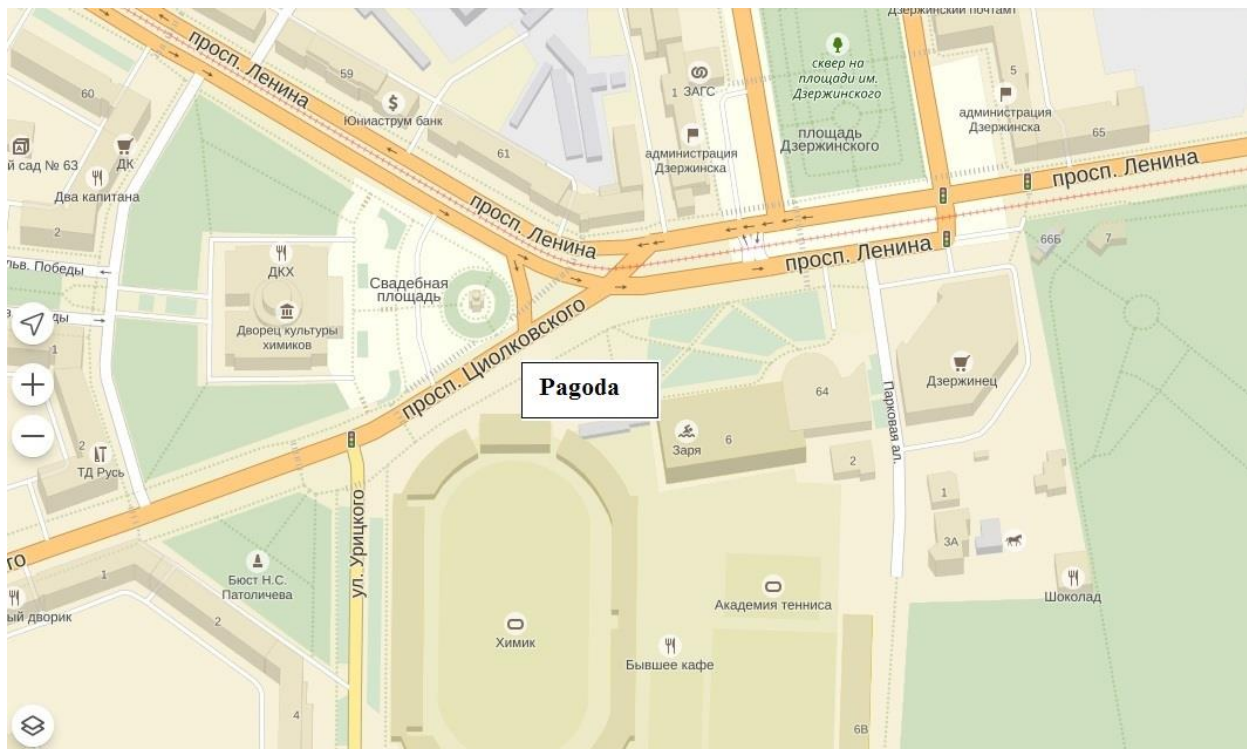 Дзержинский почтамт
просп. Ленина
59
Юниаструм банк
61
60
ДК
сад № 63
Два капитана
2
1
ЗАГС
администрация
Дзержинска
сквер на
площади им.
Дзержинского
площадь
Дзержинского
5
администрация
Дзержинска
65
просп. Ленина
просп. Ленина
просп. Ленина
66Б
7
Победы
ДКХ
Свадебная
площадь
Дворец культуры
химиков
просп. Циолковского
1
2
ТД Русь
Pagoda
Заря
6
64
2
Парковая ал.
Дзержинец
1
3А
Шоколад
ул. Урицкого
Бюст Н.С.
Патоличева
1
2
4
дворик
Химик
Бывшее кафе
Академия тенниса
6В